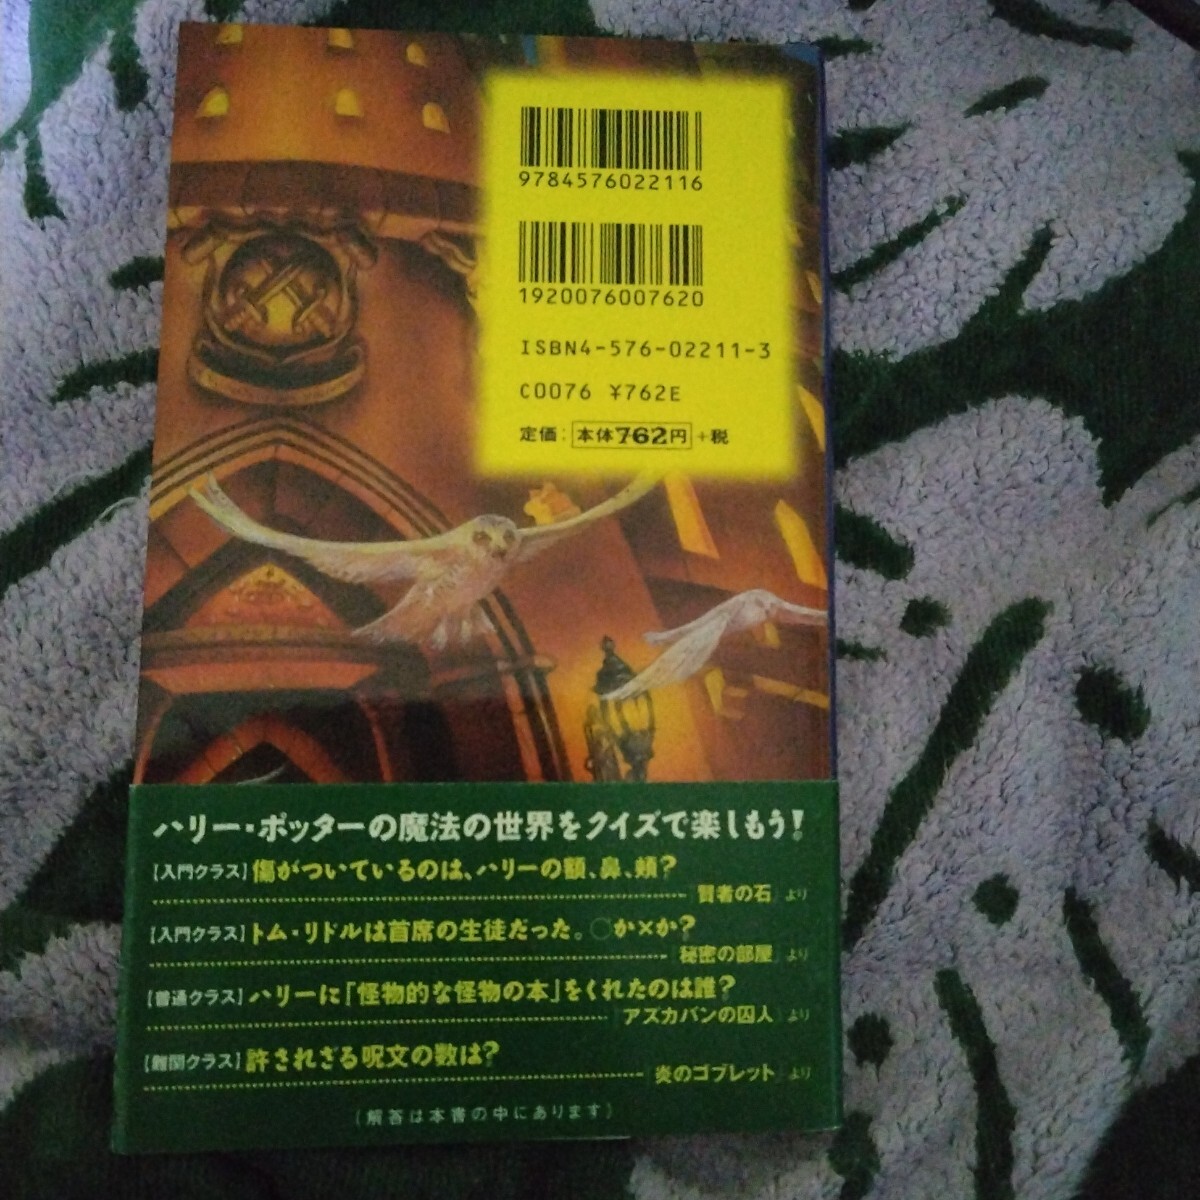 9784576022116
1920076007620
ISBN4-576-02211-3
C0076 ¥762E
定価：本体762円+税
ハリー・ポッターの魔法の世界をクイズで楽しもう！
【入門クラス】傷がついているのは、ハリーの額、鼻、頬？
「賢者の石」より
【入門クラス】トム・リドルは首席の生徒だった。○か×か？
「秘密の部屋」より
【普通クラス】ハリーに「怪物的な怪物の本」をくれたのは誰？
「アズカバンの囚人」より
【難関クラス】許されざる呪文の数は？
「炎のゴブレット」より
(解答は本書の中にあります)